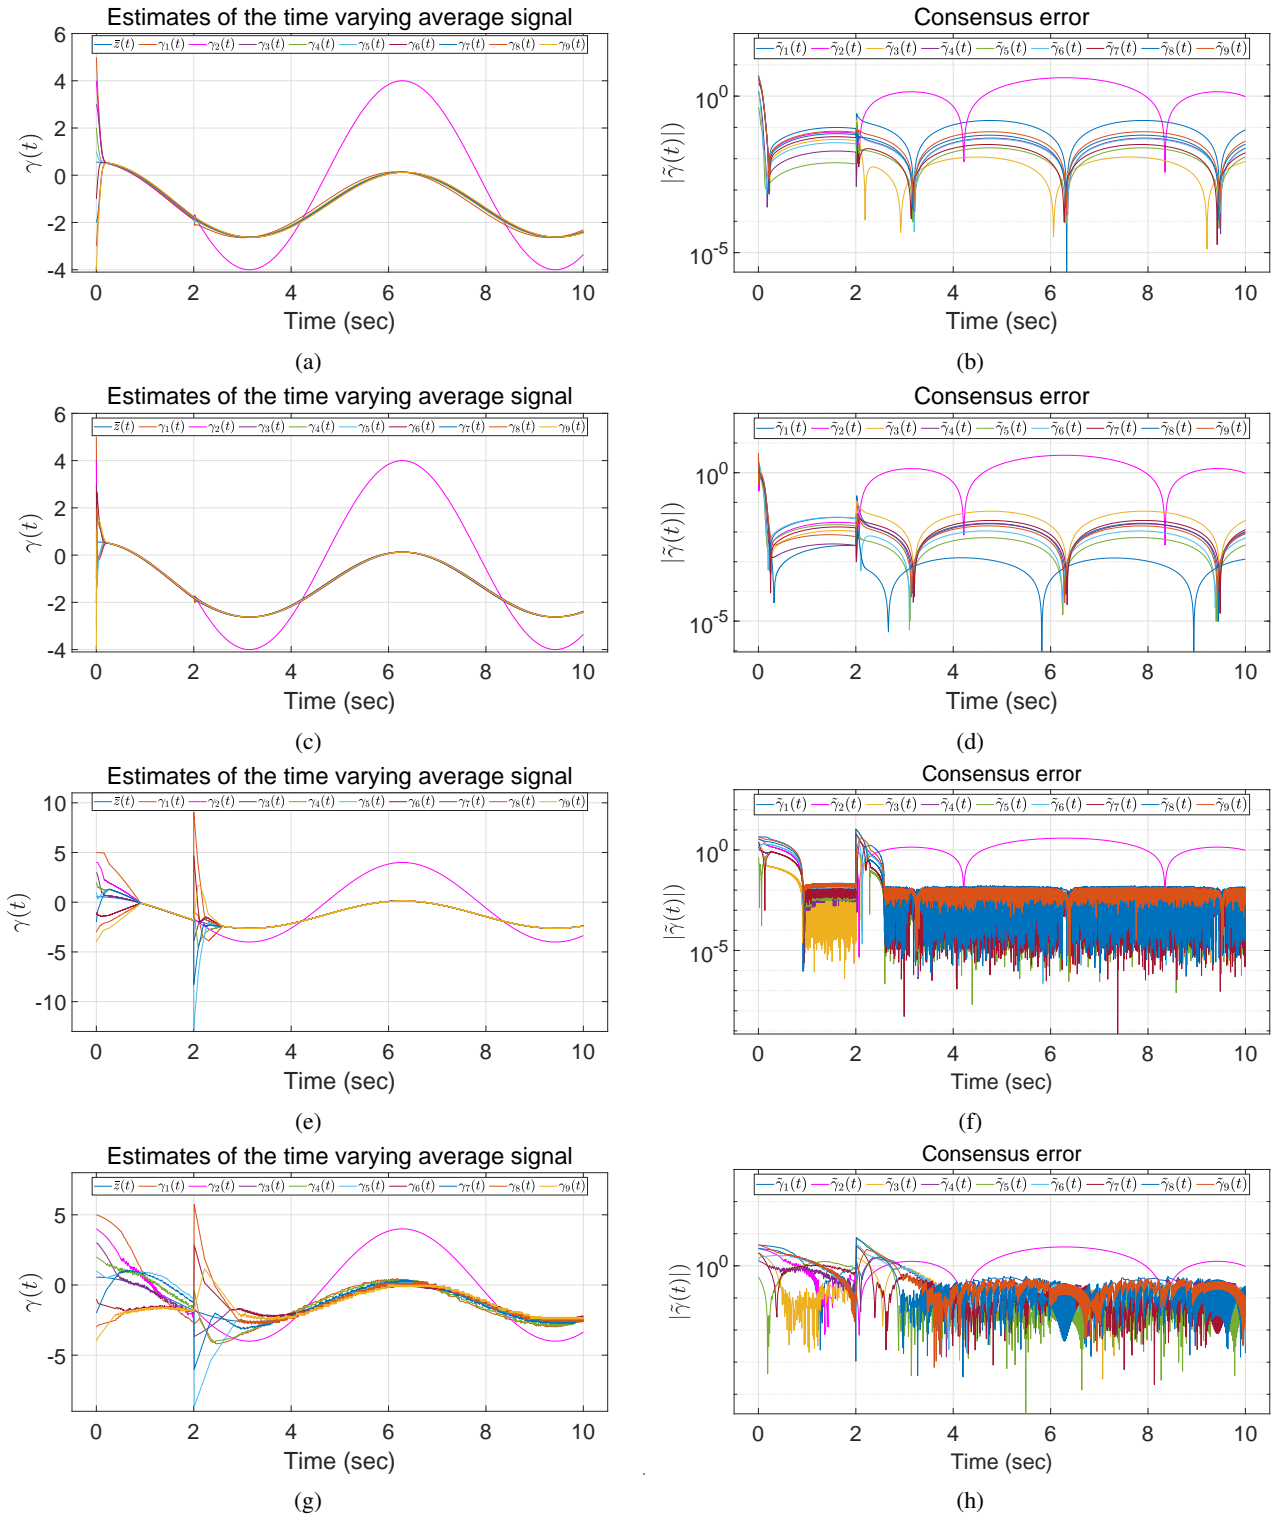 Estimates of the time varying average signal
z̄(t) γ₁(t) γ₂(t) γ₃(t) γ₄(t) γ₅(t) γ₆(t) γ₇(t) γ₈(t) γ₉(t)
γ(t)
6
4
2
0
-2
-4
0 2 4 6 8 10
Time (sec)
(a)
Consensus error
γ̃₁(t) γ̃₂(t) γ̃₃(t) γ̃₄(t) γ̃₅(t) γ̃₆(t) γ̃₇(t) γ̃₈(t) γ̃₉(t)
|γ̃(t)|)
10⁰
10⁻⁵
0 2 4 6 8 10
Time (sec)
(b)
Estimates of the time varying average signal
z̄(t) γ₁(t) γ₂(t) γ₃(t) γ₄(t) γ₅(t) γ₆(t) γ₇(t) γ₈(t) γ₉(t)
γ(t)
6
4
2
0
-2
-4
0 2 4 6 8 10
Time (sec)
(c)
Consensus error
γ̃₁(t) γ̃₂(t) γ̃₃(t) γ̃₄(t) γ̃₅(t) γ̃₆(t) γ̃₇(t) γ̃₈(t) γ̃₉(t)
|γ̃(t)|)
10⁰
10⁻⁵
0 2 4 6 8 10
Time (sec)
(d)
Estimates of the time varying average signal
z̄(t) γ₁(t) γ₂(t) γ₃(t) γ₄(t) γ₅(t) γ₆(t) γ₇(t) γ₈(t) γ₉(t)
γ(t)
10
5
0
-5
-10
0 2 4 6 8 10
Time (sec)
(e)
Consensus error
γ̃₁(t) γ̃₂(t) γ̃₃(t) γ̃₄(t) γ̃₅(t) γ̃₆(t) γ̃₇(t) γ̃₈(t) γ̃₉(t)
|γ̃(t)|)
10⁰
10⁻⁵
0 2 4 6 8 10
Time (sec)
(f)
Estimates of the time varying average signal
z̄(t) γ₁(t) γ₂(t) γ₃(t) γ₄(t) γ₅(t) γ₆(t) γ₇(t) γ₈(t) γ₉(t)
γ(t)
5
0
-5
0 2 4 6 8 10
Time (sec)
(g)
Consensus error
γ̃₁(t) γ̃₂(t) γ̃₃(t) γ̃₄(t) γ̃₅(t) γ̃₆(t) γ̃₇(t) γ̃₈(t) γ̃₉(t)
|γ̃(t)|)
10⁰
0 2 4 6 8 10
Time (sec)
(h)